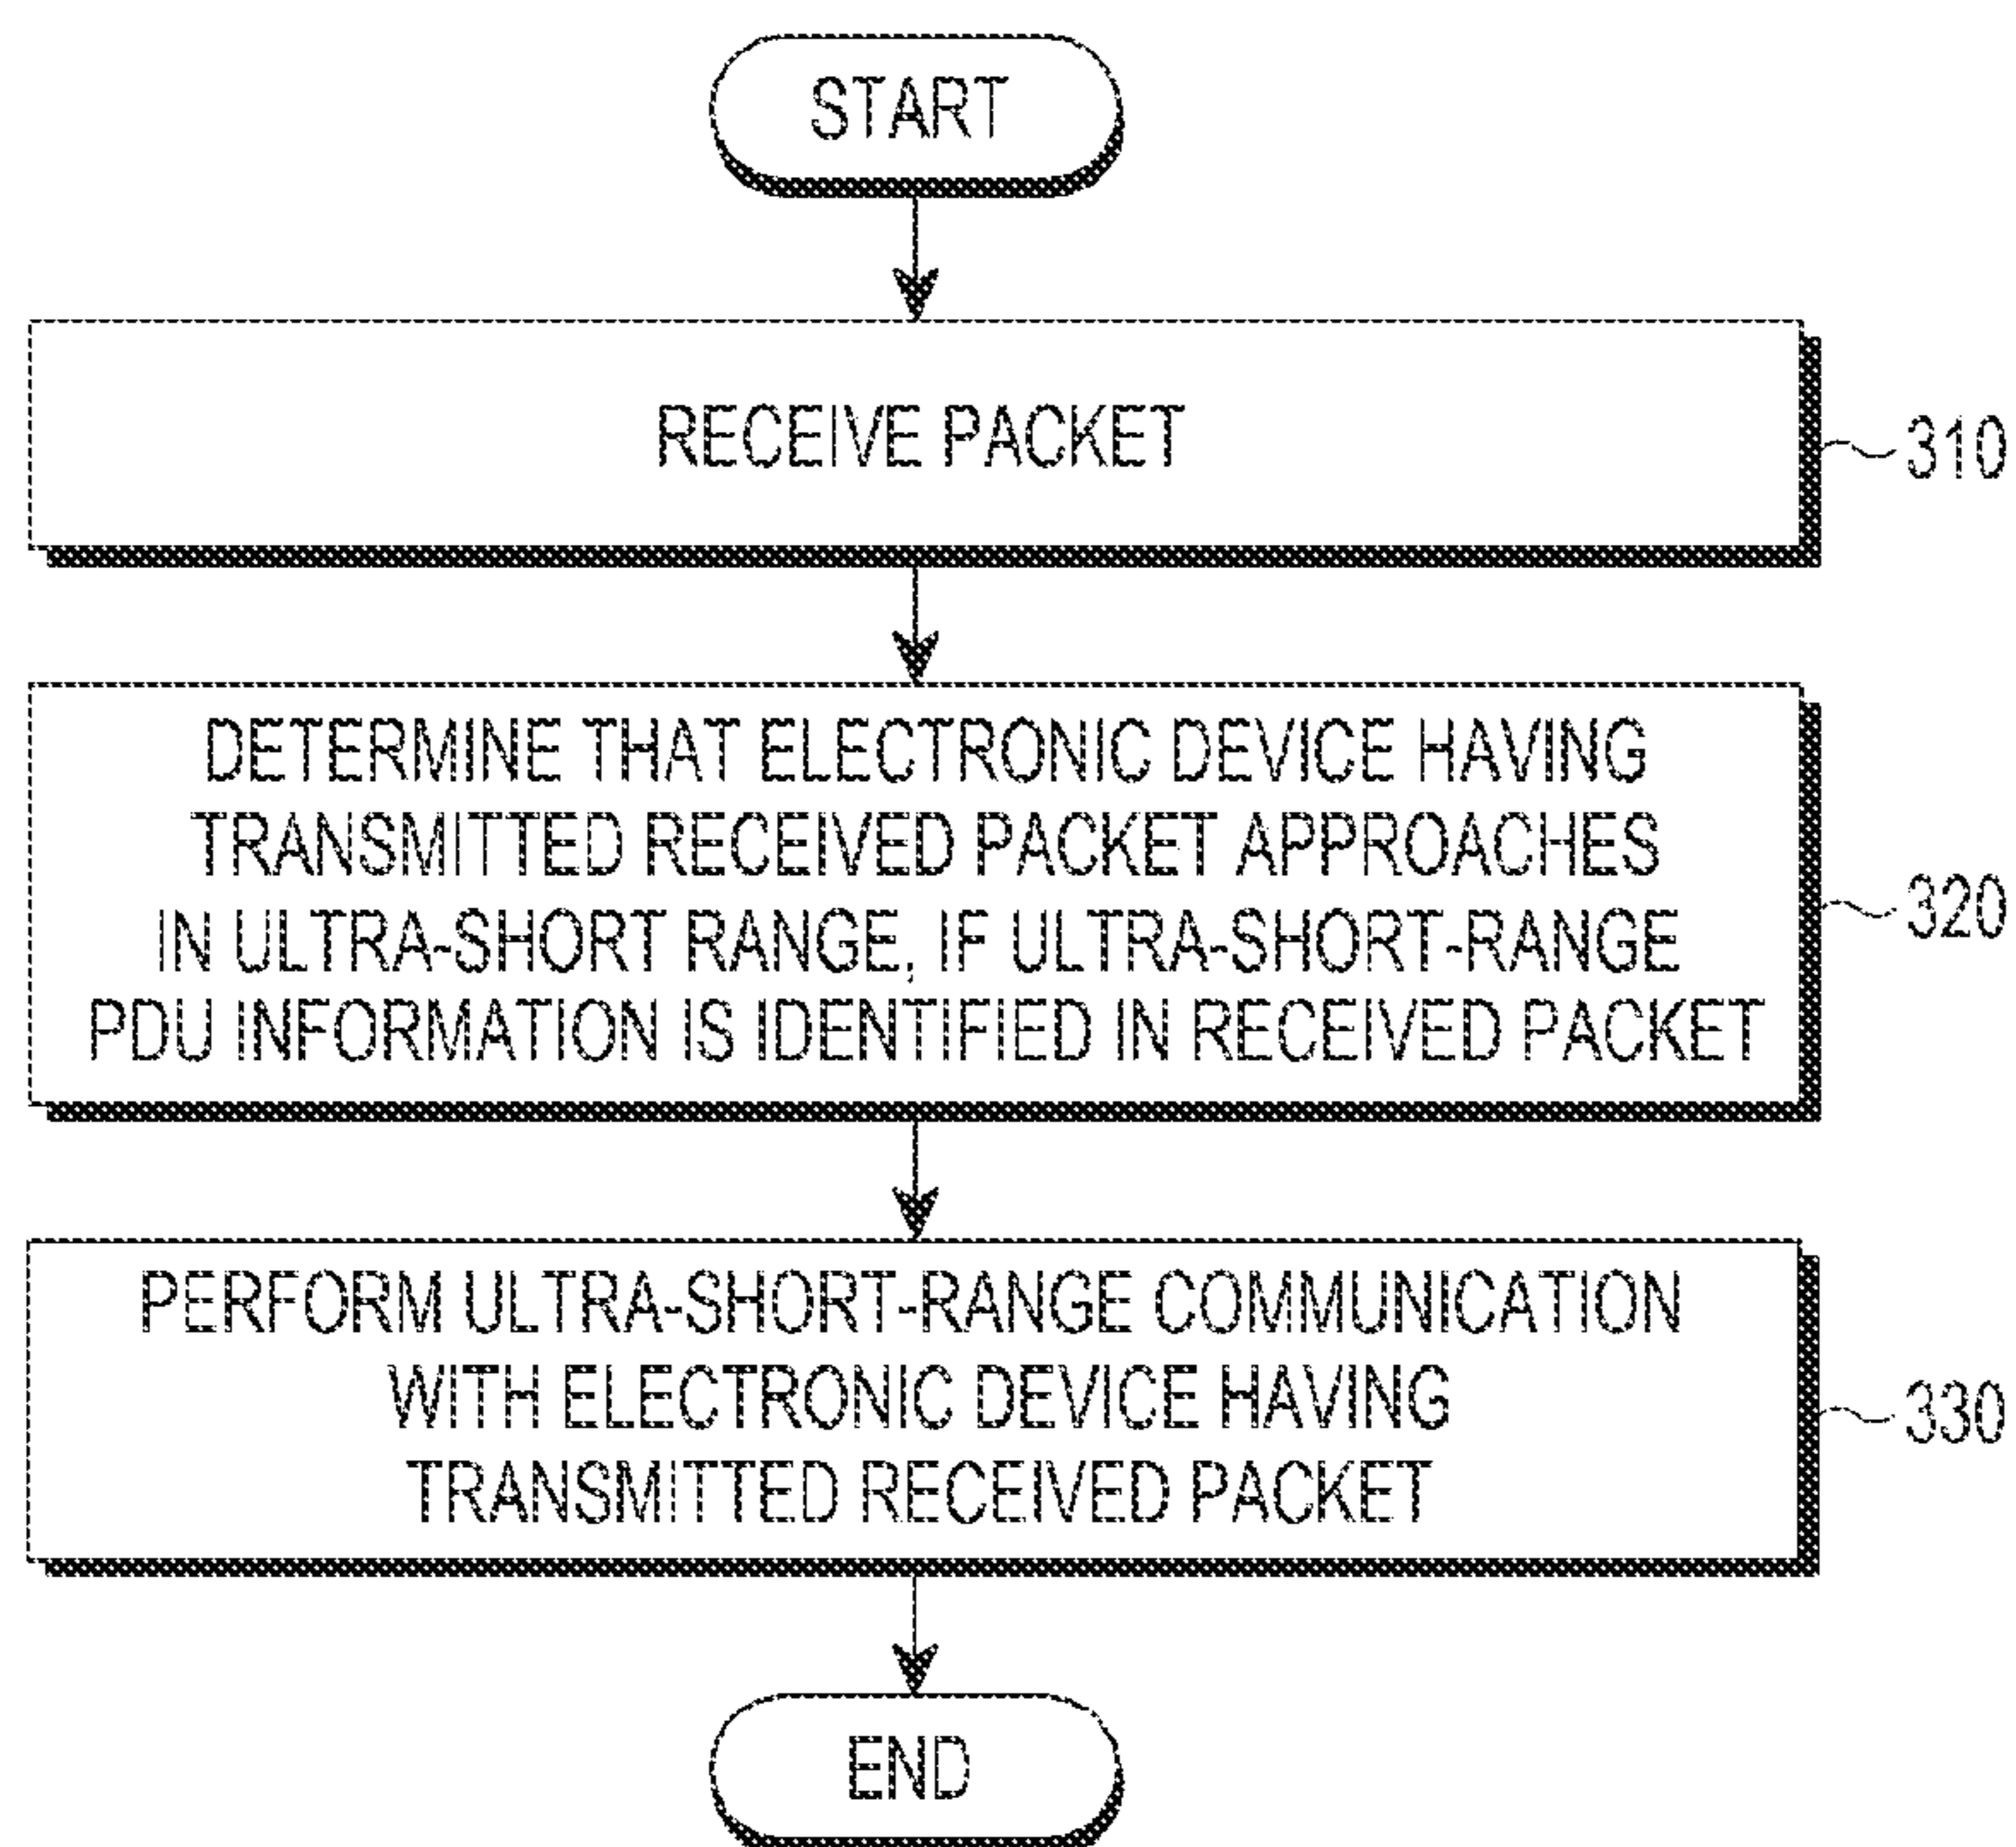 START
RECEIVE PACKET
310
DETERMINE THAT ELECTRONIC DEVICE HAVING
TRANSMITTED RECEIVED PACKET APPROACHES
IN ULTRA-SHORT RANGE, IF ULTRA-SHORT-RANGE
PDU INFORMATION IS IDENTIFIED IN RECEIVED PACKET
320
PERFORM ULTRA-SHORT-RANGE COMMUNICATION
WITH ELECTRONIC DEVICE HAVING
TRANSMITTED RECEIVED PACKET
330
END